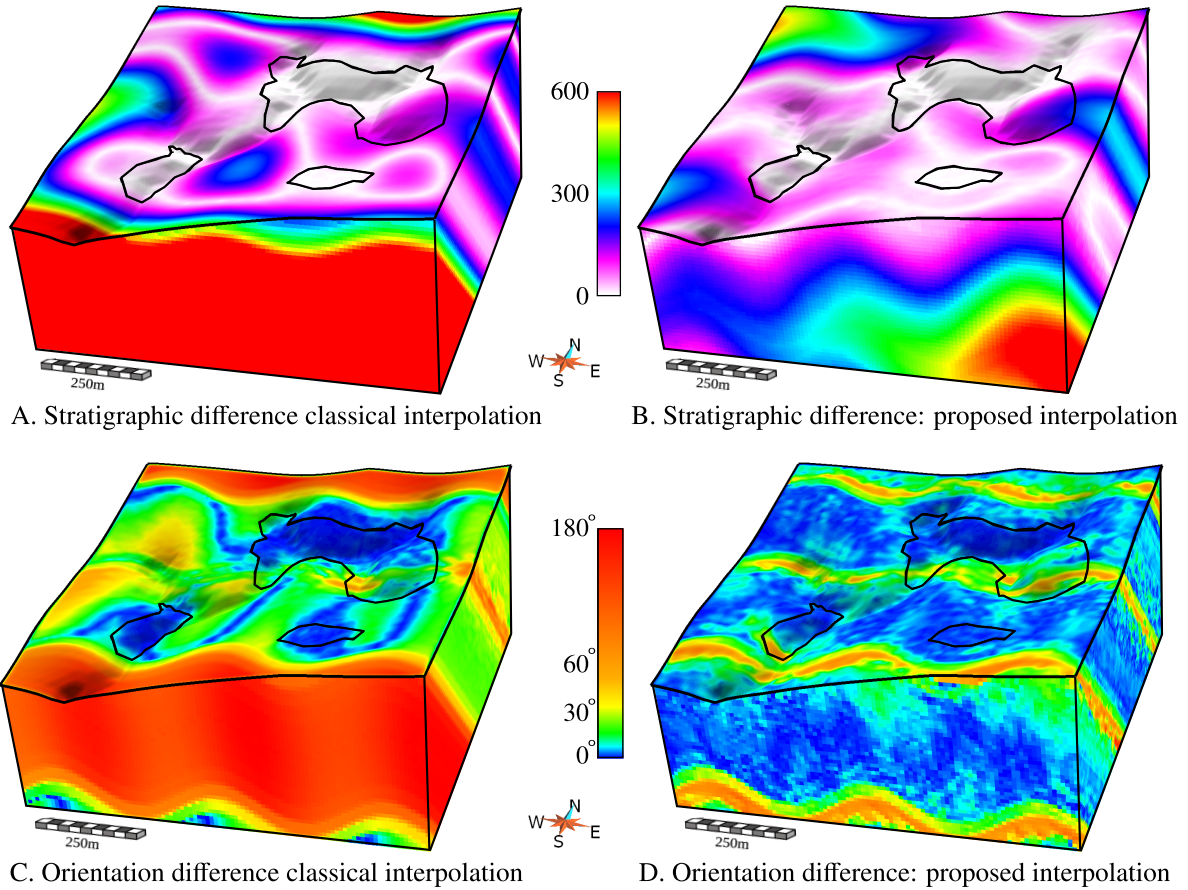 600
300
0
N
W
E
S
250m
250m
A. Stratigraphic difference classical interpolation
B. Stratigraphic difference: proposed interpolation
180°
60°
30°
0°
N
W
E
S
250m
250m
C. Orientation difference classical interpolation
D. Orientation difference: proposed interpolation